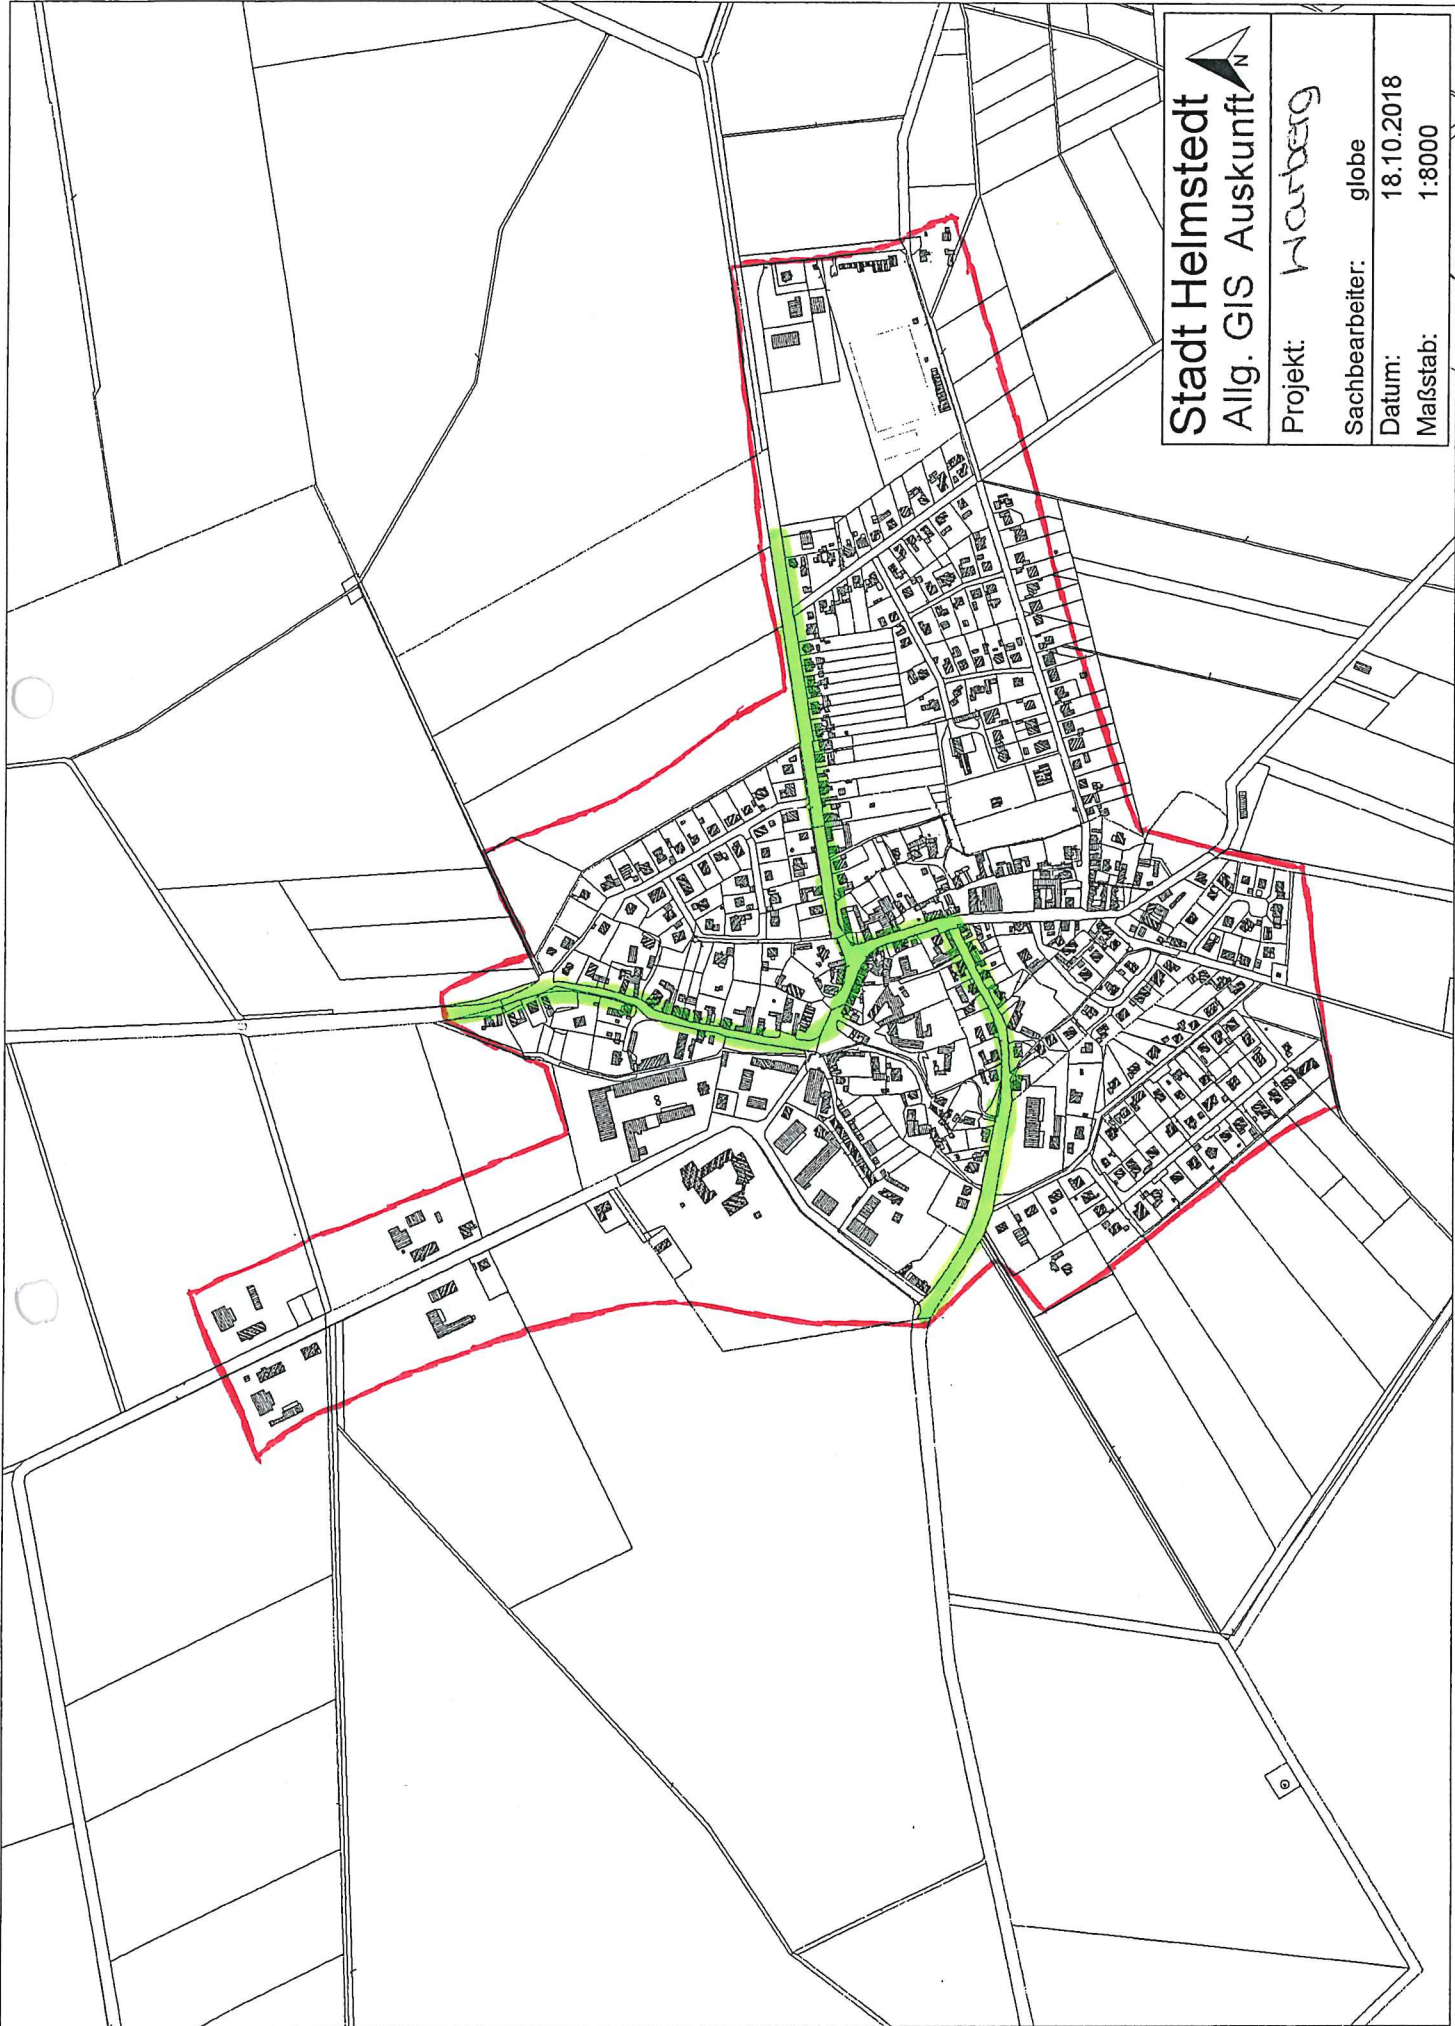 Stadt Helmstedt
Allg. GIS Auskunft
N
Projekt: Warberg
Sachbearbeiter: globe
Datum: 18.10.2018
Maßstab: 1:8000